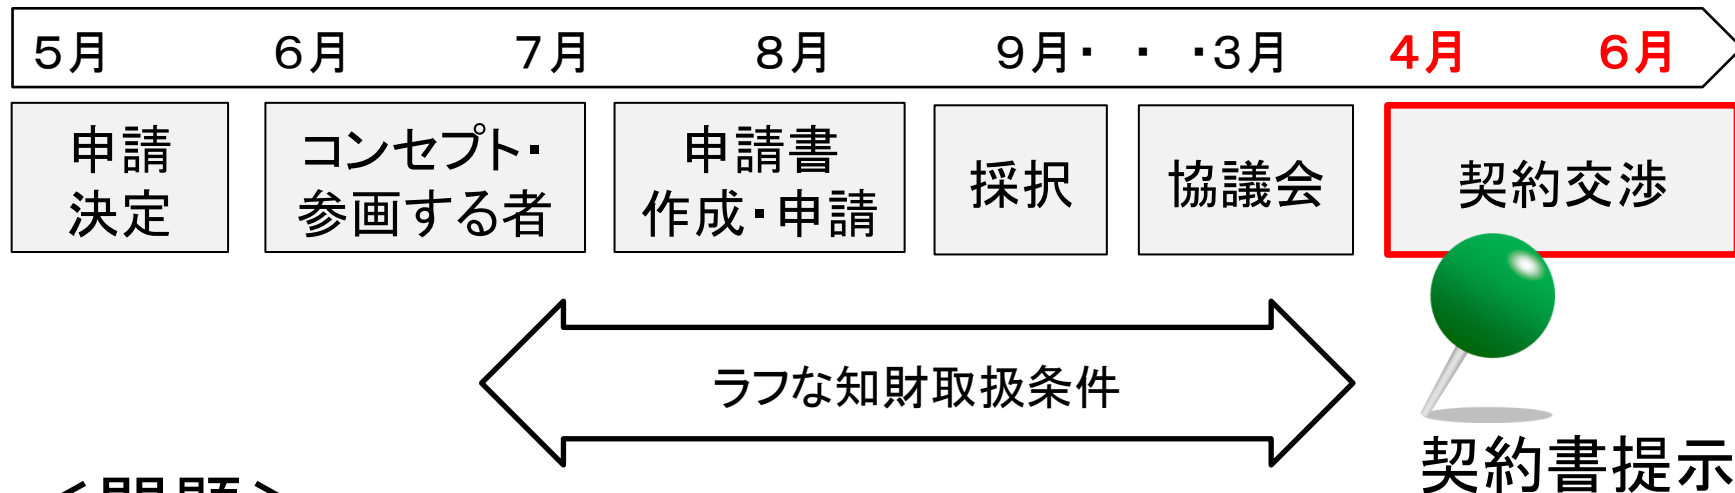 5月 6月 7月 8月 9月・・・3月 4月 6月
申請
決定
コンセプト・
参画する者
申請書
作成・申請
採択
協議会
契約交渉
ラフな知財取扱条件
契約書提示